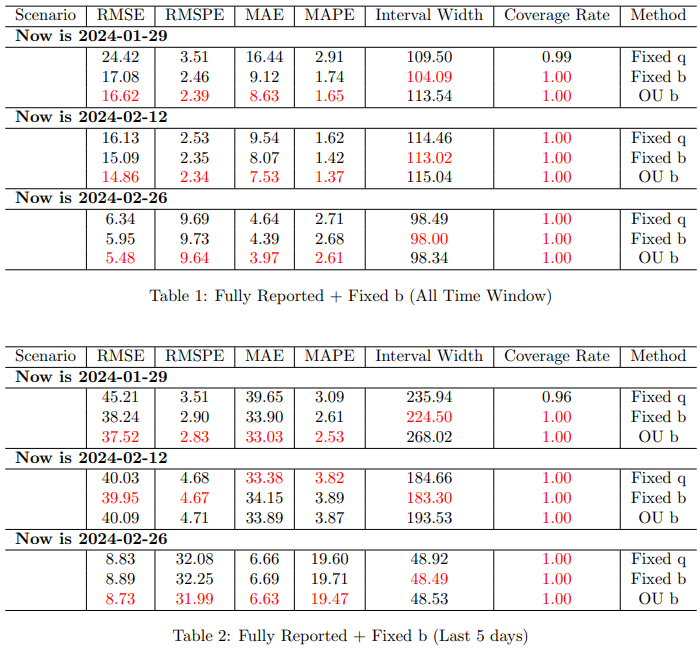 Scenario RMSE RMSPE MAE MAPE Interval Width Coverage Rate Method
Now is 2024-01-29
24.42 3.51 16.44 2.91 109.50 0.99 Fixed q
17.08 2.46 9.12 1.74 104.09 1.00 Fixed b
16.62 2.39 8.63 1.65 113.54 1.00 OU b
Now is 2024-02-12
16.13 2.53 9.54 1.62 114.46 1.00 Fixed q
15.09 2.35 8.07 1.42 113.02 1.00 Fixed b
14.86 2.34 7.53 1.37 115.04 1.00 OU b
Now is 2024-02-26
6.34 9.69 4.64 2.71 98.49 1.00 Fixed q
5.95 9.73 4.39 2.68 98.00 1.00 Fixed b
5.48 9.64 3.97 2.61 98.34 1.00 OU b
Table 1: Fully Reported + Fixed b (All Time Window)
Scenario RMSE RMSPE MAE MAPE Interval Width Coverage Rate Method
Now is 2024-01-29
45.21 3.51 39.65 3.09 235.94 0.96 Fixed q
38.24 2.90 33.90 2.61 224.50 1.00 Fixed b
37.52 2.83 33.03 2.53 268.02 1.00 OU b
Now is 2024-02-12
40.03 4.68 33.38 3.82 184.66 1.00 Fixed q
39.95 4.67 34.15 3.89 183.30 1.00 Fixed b
40.09 4.71 33.89 3.87 193.53 1.00 OU b
Now is 2024-02-26
8.83 32.08 6.66 19.60 48.92 1.00 Fixed q
8.89 32.25 6.69 19.71 48.49 1.00 Fixed b
8.73 31.99 6.63 19.47 48.53 1.00 OU b
Table 2: Fully Reported + Fixed b (Last 5 days)